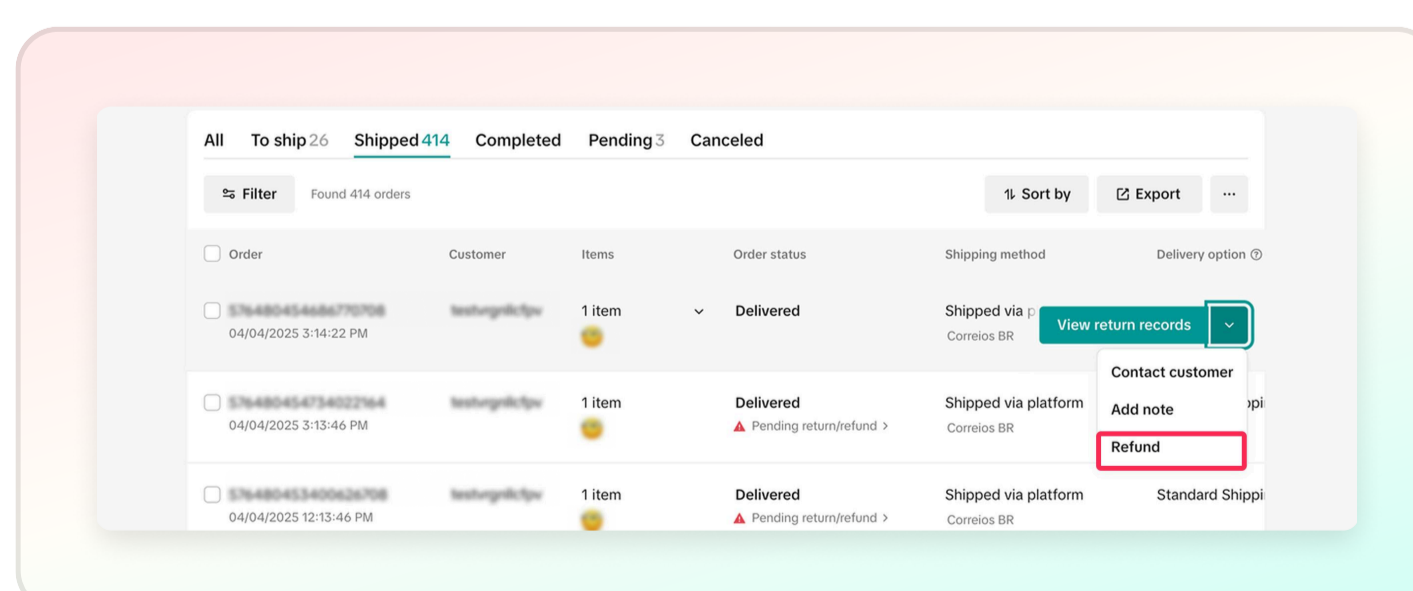 All To ship 26 Shipped 414 Completed Pending 3 Canceled
Filter Found 414 orders Sort by Export ...
Order Customer Items Order status Shipping method Delivery option
1 item Delivered Shipped via p
View return records
04/04/2025 3:14:22 PM Correios BR
Contact customer
Add note
Refund
1 item Delivered Shipped via platform
04/04/2025 3:13:46 PM Pending return/refund > Correios BR
1 item Delivered Shipped via platform Standard Shippi
04/04/2025 12:13:46 PM Pending return/refund > Correios BR